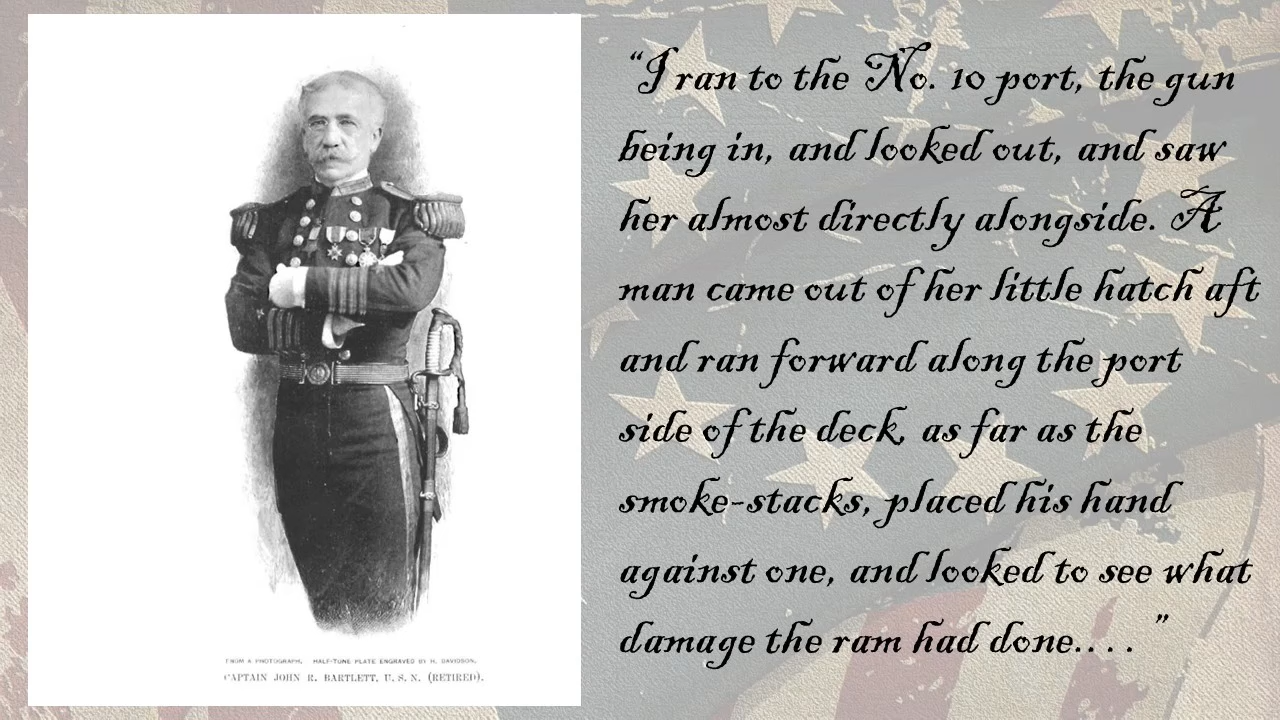 “I ran to the No. 10 port, the gun
being in, and looked out, and saw
her almost directly alongside. A
man came out of her little hatch aft
and ran forward along the port
side of the deck, as far as the
smoke-stacks, placed his hand
against one, and looked to see what
damage the ram had done.... ”
FROM A PHOTOGRAPH. HALF-TONE PLATE ENGRAVED BY H. DAVIDSON.
CAPTAIN JOHN R. BARTLETT, U. S. N. (RETIRED).